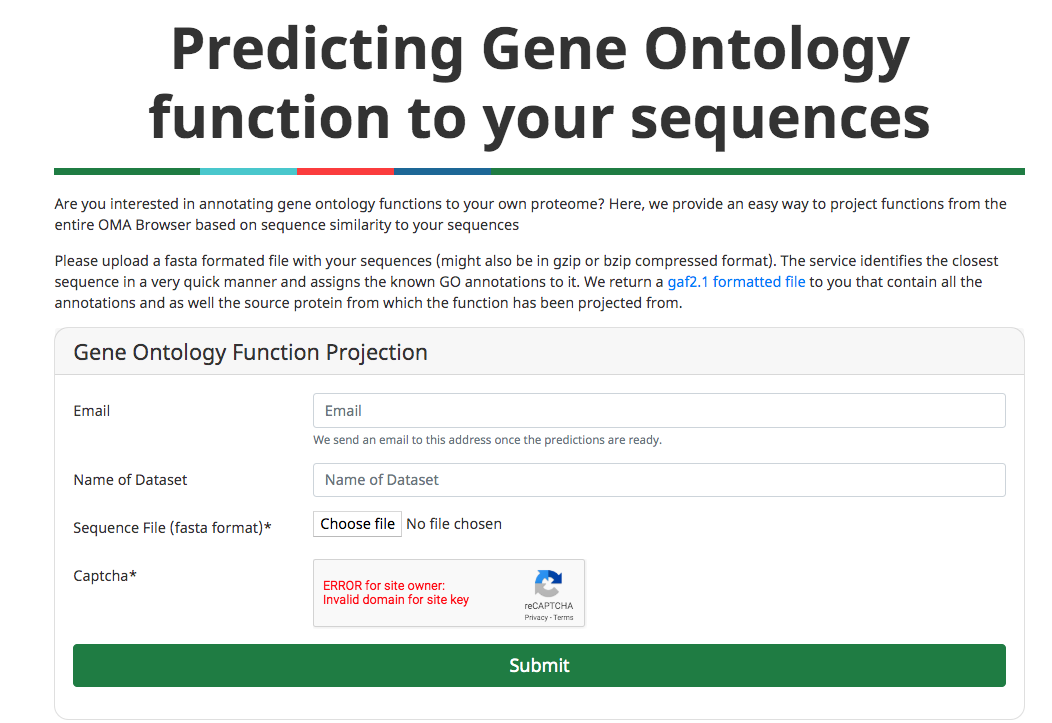 Predicting Gene Ontology
function to your sequences
Are you interested in annotating gene ontology functions to your own proteome? Here, we provide an easy way to project functions from the
entire OMA Browser based on sequence similarity to your sequences
Please upload a fasta formated file with your sequences (might also be in gzip or bzip compressed format). The service identifies the closest
sequence in a very quick manner and assigns the known GO annotations to it. We return a gaf2.1 formatted file to you that contain all the
annotations and as well the source protein from which the function has been projected from.
Gene Ontology Function Projection
Email
Email
We send an email to this address once the predictions are ready.
Name of Dataset
Name of Dataset
Sequence File (fasta format)*
Choose file No file chosen
Captcha*
ERROR for site owner:
Invalid domain for site key
reCAPTCHA
Privacy - Terms
Submit